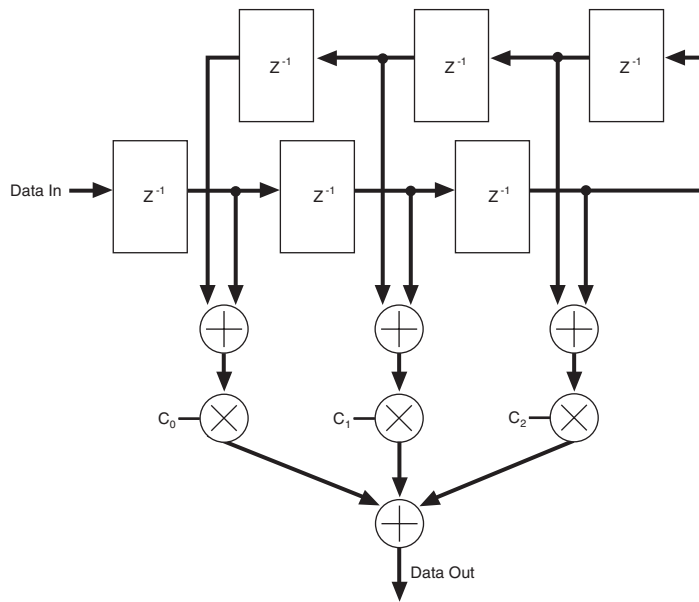 Z⁻¹ Z⁻¹ Z⁻¹
Data In Z⁻¹ Z⁻¹ Z⁻¹
C₀ C₁ C₂
Data Out